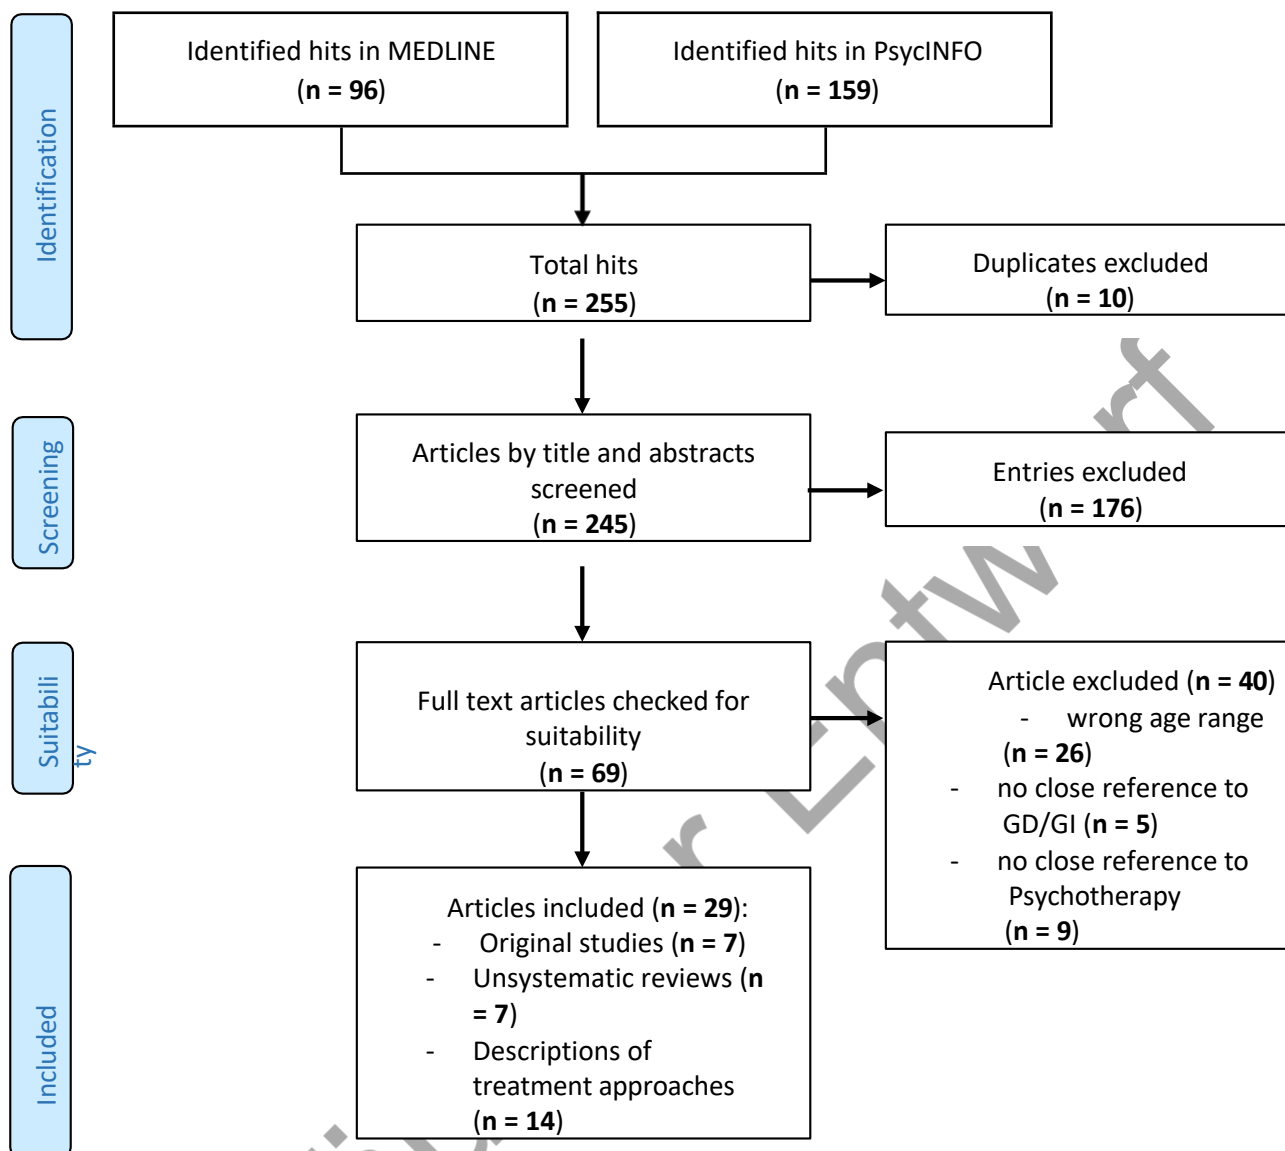 Identification
Identified hits in MEDLINE
(n = 96)
Identified hits in PsycINFO
(n = 159)
Total hits
(n = 255)
Duplicates excluded
(n = 10)
Screening
Articles by title and abstracts
screened
(n = 245)
Entries excluded
(n = 176)
Suitabili
ty
Full text articles checked for
suitability
(n = 69)
Article excluded (n = 40)
- wrong age range
(n = 26)
- no close reference to
GD/GI (n = 5)
- no close reference to
Psychotherapy
(n = 9)
Included
Articles included (n = 29):
- Original studies (n = 7)
- Unsystematic reviews (n
= 7)
- Descriptions of
treatment approaches
(n = 14)